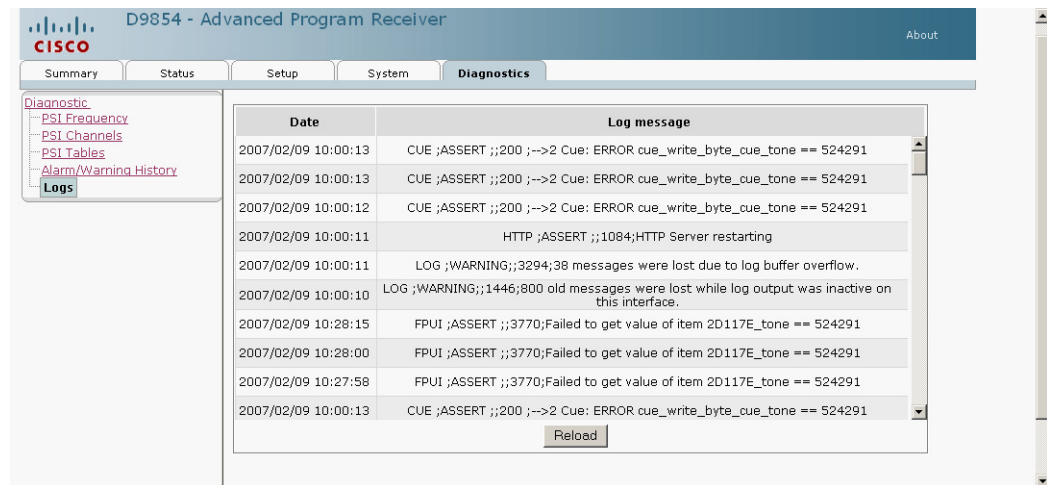 D9854 - Advanced Program Receiver
CISCO
About
Summary Status Setup System Diagnostics
Diagnostic
PSI Frequency
PSI Channels
PSI Tables
Alarm/Warning History
Logs
Date Log message
2007/02/09 10:00:13 CUE ;ASSERT ;;200 ;-->2 Cue: ERROR cue_write_byte_cue_tone == 524291
2007/02/09 10:00:13 CUE ;ASSERT ;;200 ;-->2 Cue: ERROR cue_write_byte_cue_tone == 524291
2007/02/09 10:00:12 CUE ;ASSERT ;;200 ;-->2 Cue: ERROR cue_write_byte_cue_tone == 524291
2007/02/09 10:00:11 HTTP ;ASSERT ;;1084;HTTP Server restarting
2007/02/09 10:00:11 LOG ;WARNING;;3294;38 messages were lost due to log buffer overflow.
2007/02/09 10:00:10 LOG ;WARNING;;1446;800 old messages were lost while log output was inactive on
this interface.
2007/02/09 10:28:15 FPUI ;ASSERT ;;3770;Failed to get value of item 2D117E_tone == 524291
2007/02/09 10:28:00 FPUI ;ASSERT ;;3770;Failed to get value of item 2D117E_tone == 524291
2007/02/09 10:27:58 FPUI ;ASSERT ;;3770;Failed to get value of item 2D117E_tone == 524291
2007/02/09 10:00:13 CUE ;ASSERT ;;200 ;-->2 Cue: ERROR cue_write_byte_cue_tone == 524291
Reload